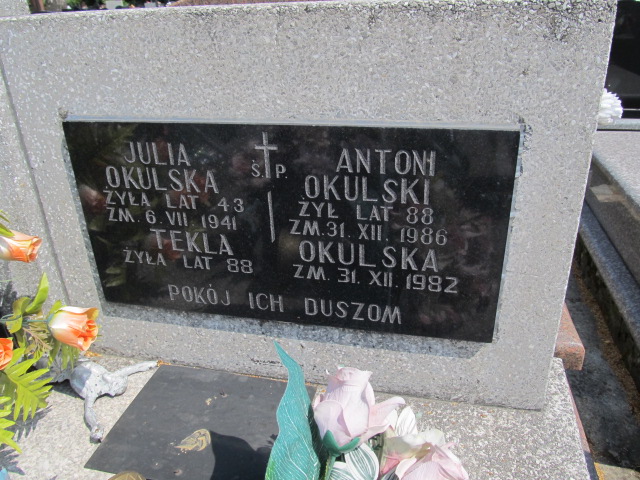 Ś.P.
JULIA
OKULSKA
ŻYŁA LAT 43
ZM. 6. VII. 1941
ANTONI
OKULSKI
ŻYŁ LAT 88
ZM. 31. XII. 1986
TEKLA OKULSKA
ŻYŁA LAT 88 ZM. 31. XII. 1982
POKÓJ ICH DUSZOM